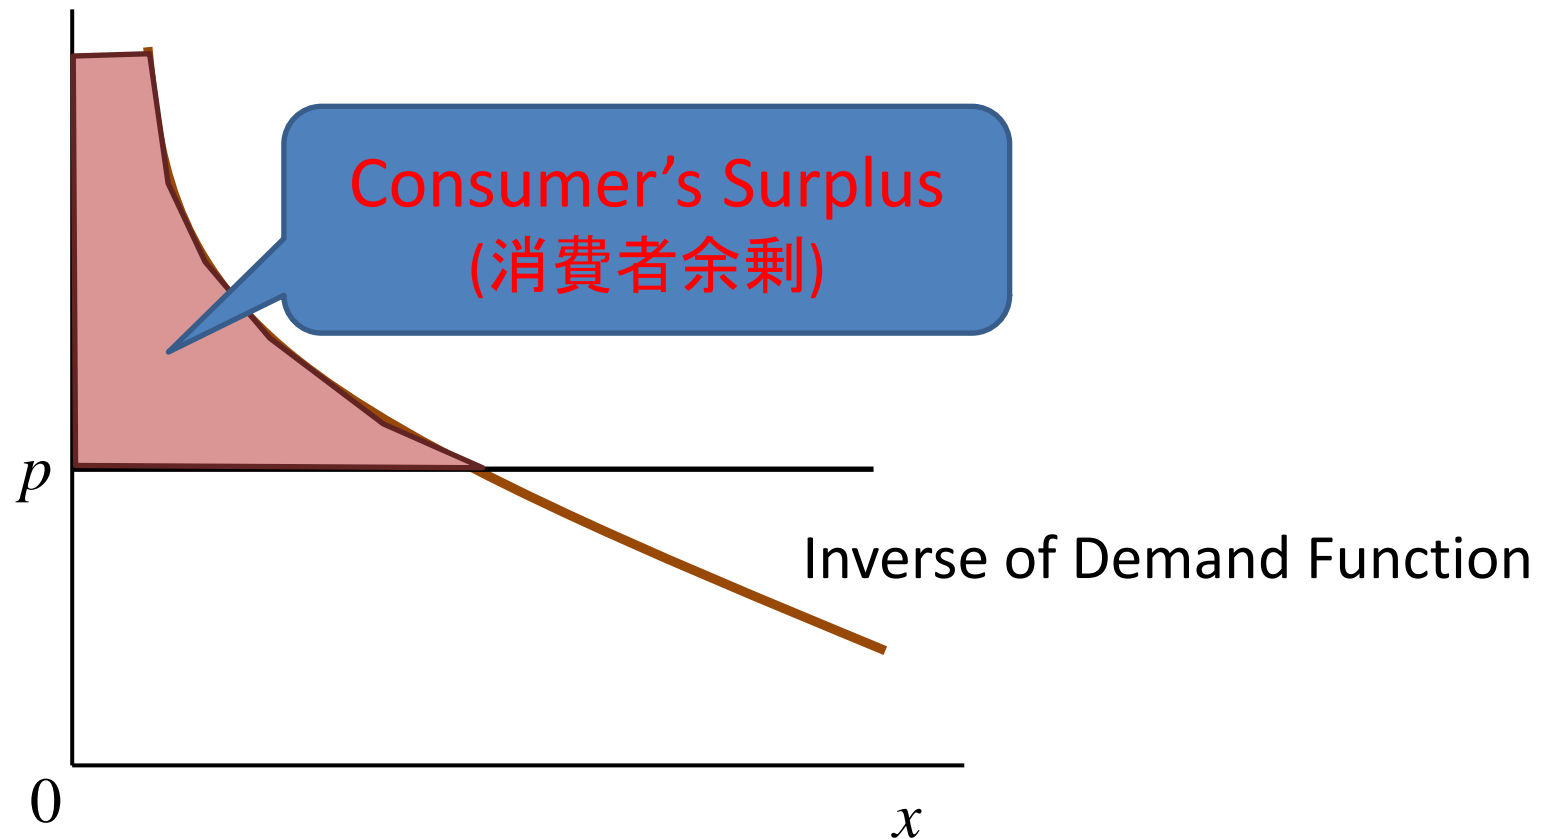 Consumer’s Surplus
(消費者余剰)
p
Inverse of Demand Function
0
x